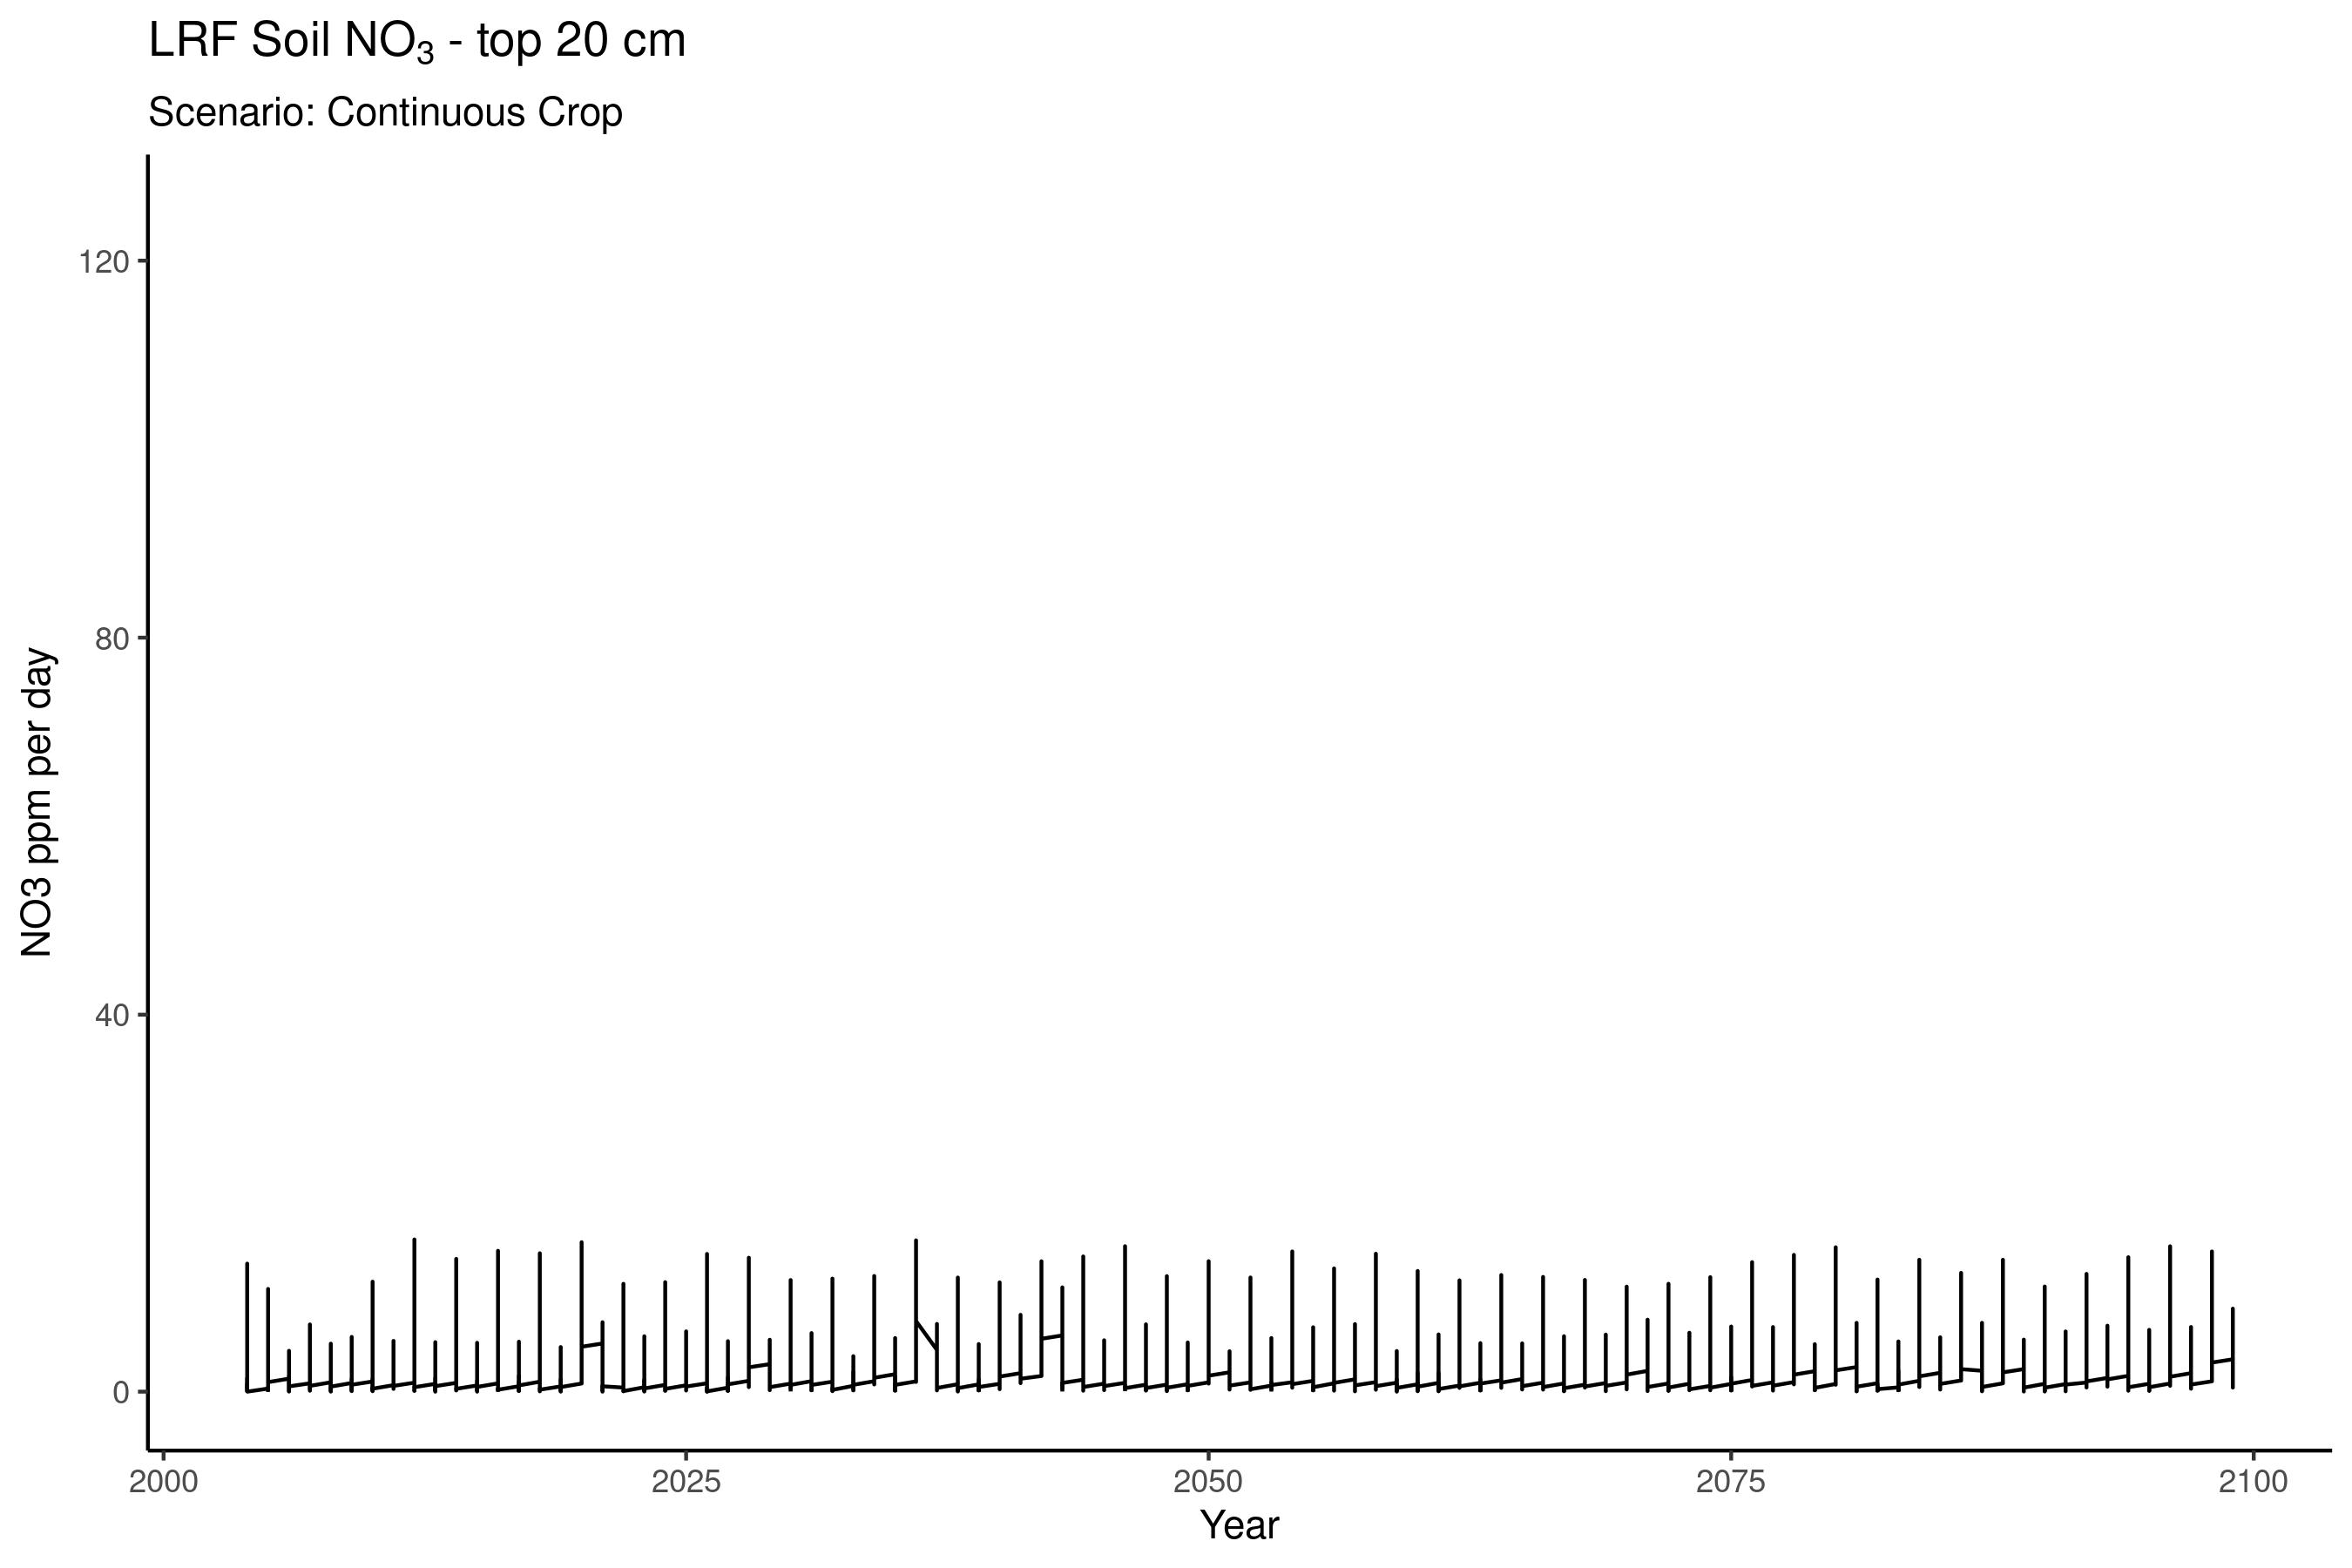 LRF Soil NO₃ - top 20 cm
Scenario: Continuous Crop
NO3 ppm per day
120
80
40
0
2000 2025 2050 2075 2100
Year